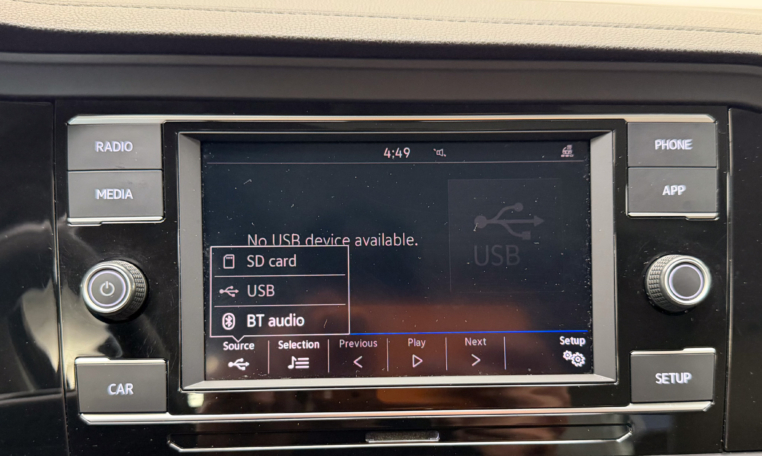 RADIO
MEDIA
CAR
4:49
No USB device available.
USB
SD card
USB
BT audio
Source
Selection
Previous
Play
Next
Setup
PHONE
APP
SETUP